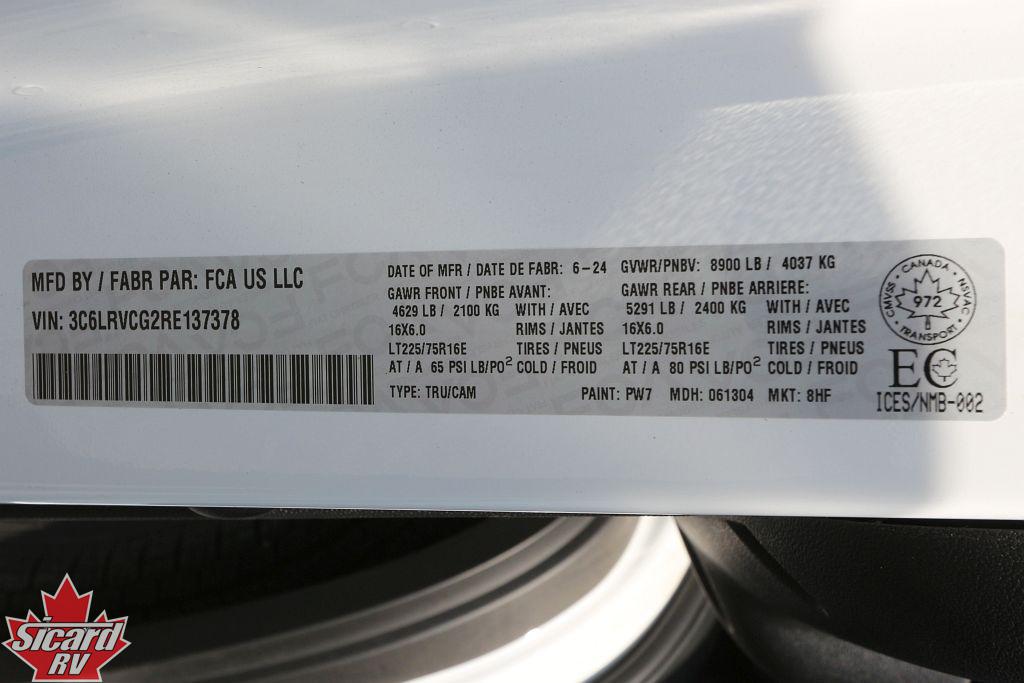 MFD BY / FABR PAR: FCA US LLC
VIN: 3C6LRVCG2RE137378
DATE OF MFR / DATE DE FABR: 6-24 GVWR/PNBV: 8900 LB / 4037 KG
GAWR FRONT / PNBE AVANT: GAWR REAR / PNBE ARRIERE:
4629 LB / 2100 KG WITH / AVEC 5291 LB / 2400 KG WITH / AVEC
16X6.0 RIMS / JANTES 16X6.0 RIMS / JANTES
LT225/75R16E TIRES / PNEUS LT225/75R16E TIRES / PNEUS
AT / A 65 PSI LB/PO² COLD / FROID AT / A 80 PSI LB/PO² COLD / FROID
TYPE: TRU/CAM PAINT: PW7 MDH: 061304 MKT: 8HF
CANADA
CMVSS 972 NSVAC
TRANSPORT
EC
ICES/NMB-002
Sicard
RV